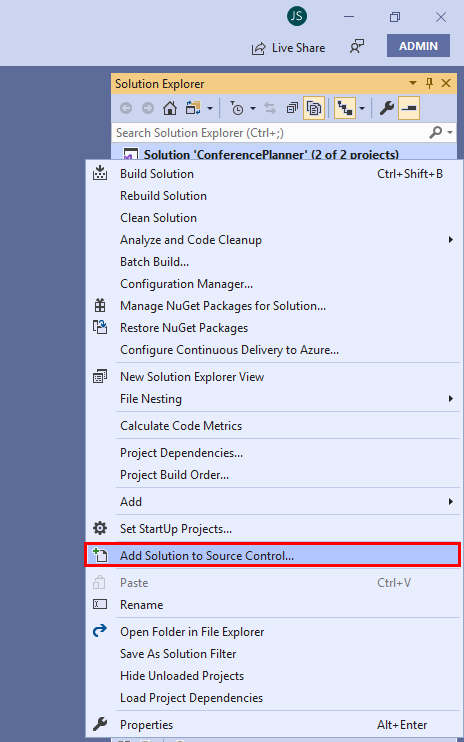 JS
Live Share
ADMIN
Solution Explorer
Search Solution Explorer (Ctrl+;)
Solution 'ConferencePlanner' (2 of 2 projects)
Build Solution Ctrl+Shift+B
Rebuild Solution
Clean Solution
Analyze and Code Cleanup
Batch Build...
Configuration Manager...
Manage NuGet Packages for Solution...
Restore NuGet Packages
Configure Continuous Delivery to Azure...
New Solution Explorer View
File Nesting
Calculate Code Metrics
Project Dependencies...
Project Build Order...
Add
Set StartUp Projects...
Add Solution to Source Control...
Paste Ctrl+V
Rename
Open Folder in File Explorer
Save As Solution Filter
Hide Unloaded Projects
Load Project Dependencies
Properties Alt+Enter